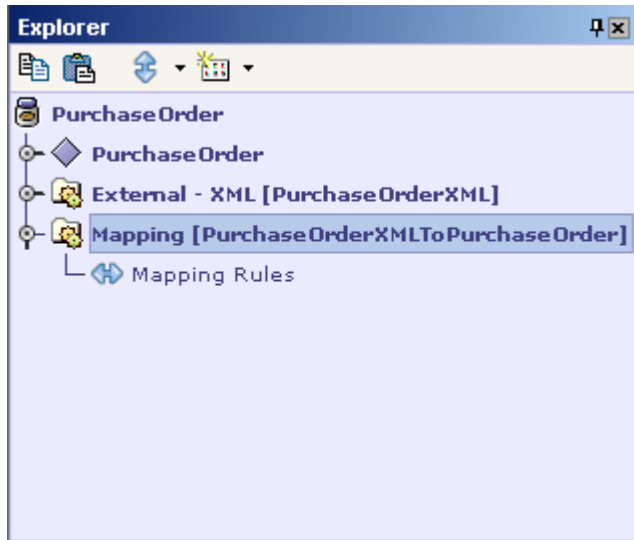 Explorer
PurchaseOrder
PurchaseOrder
External - XML [PurchaseOrderXML]
Mapping [PurchaseOrderXMLToPurchaseOrder]
Mapping Rules